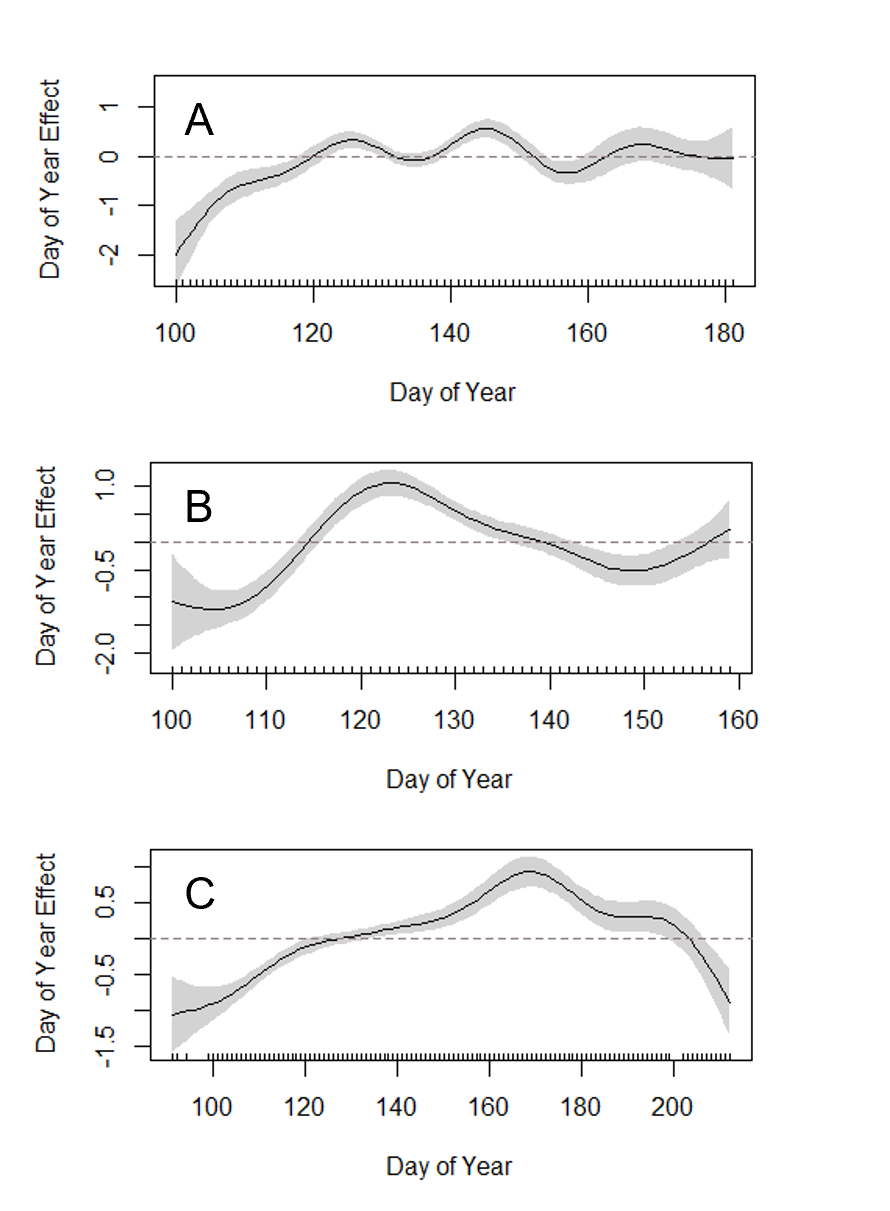 A
Day of Year Effect
1
0
-1
-2
100 120 140 160 180
Day of Year
B
Day of Year Effect
1.0
-0.5
-2.0
100 110 120 130 140 150 160
Day of Year
C
Day of Year Effect
0.5
-0.5
-1.5
100 120 140 160 180 200
Day of Year